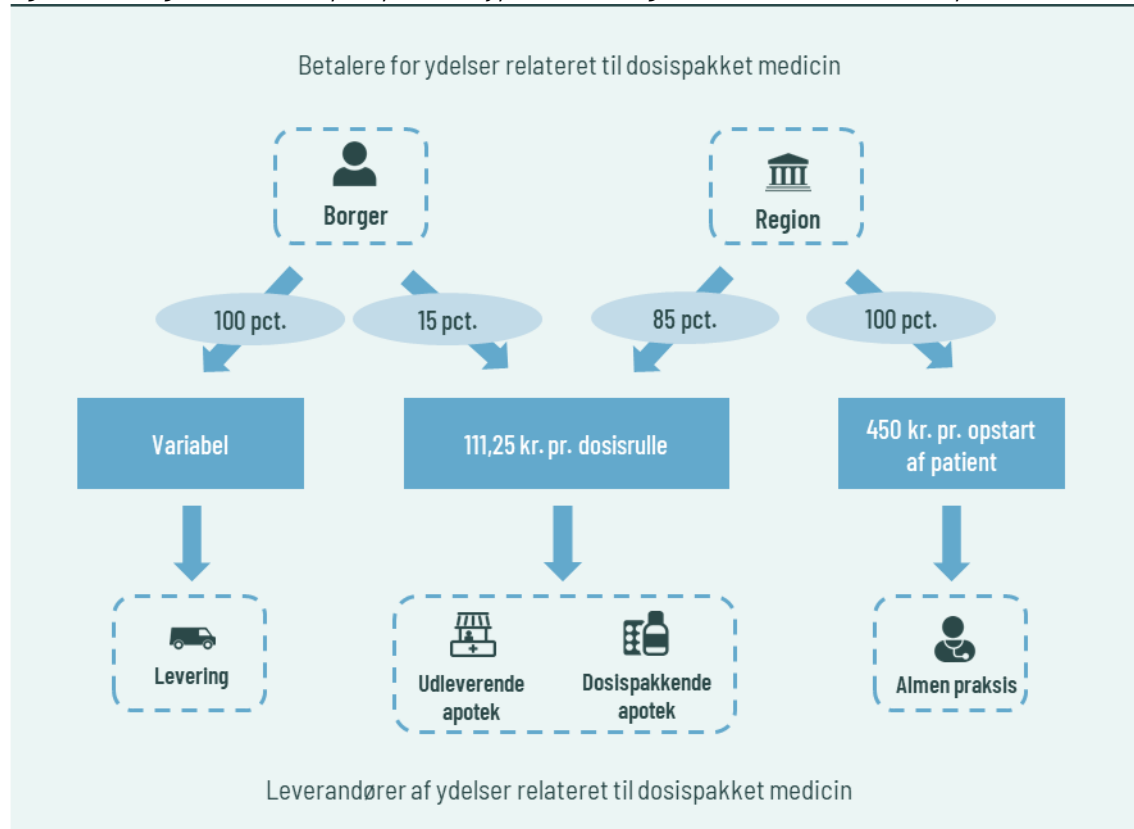 Betalere for ydelser relateret til dosispakket medicin
Borger
Region
100 pct.
15 pct.
85 pct.
100 pct.
Variabel
111,25 kr. pr. dosisrulle
450 kr. pr. opstart
af patient
Levering
Udleverende
apotek
Dosispakkende
apotek
Almen praksis
Leverandører af ydelser relateret til dosispakket medicin